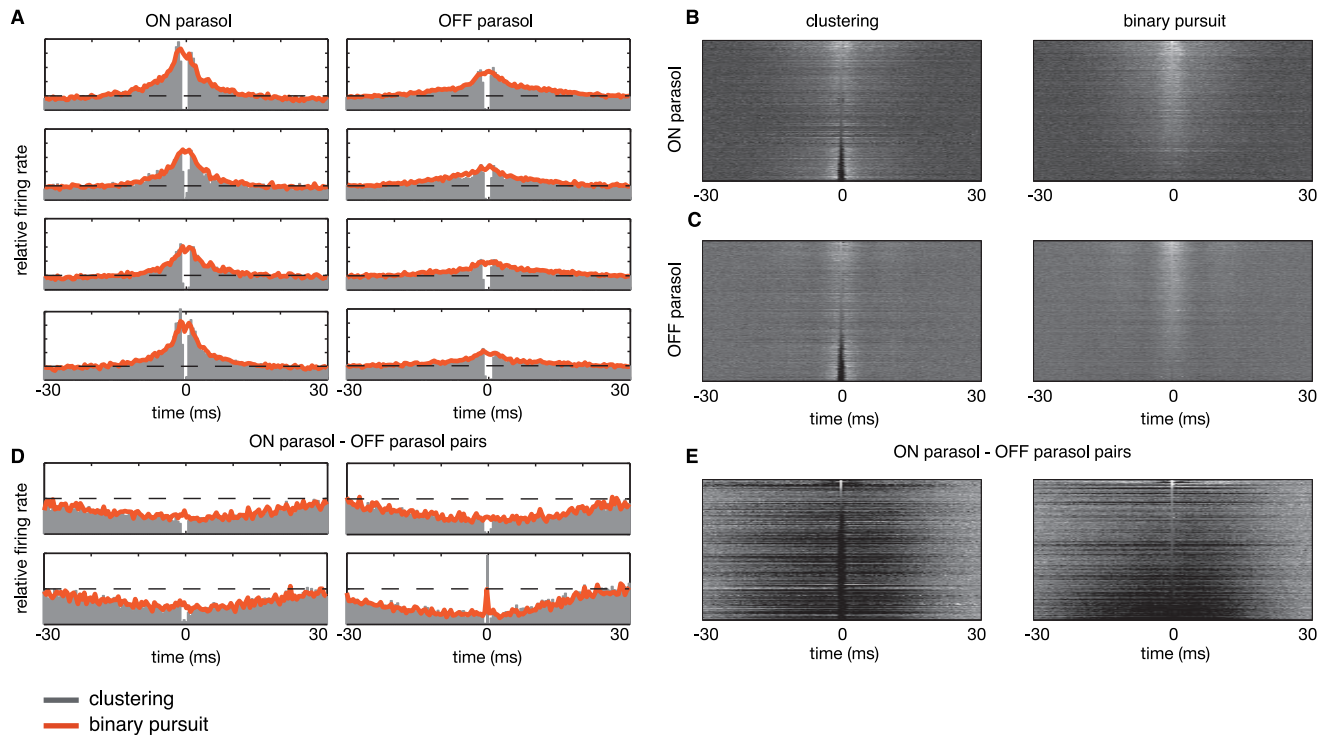 A
ON parasol
OFF parasol
relative firing rate
-30
0
30
-30
0
30
time (ms)
time (ms)
B
clustering
binary pursuit
ON parasol
-30
0
30
-30
0
30
C
OFF parasol
-30
0
30
-30
0
30
time (ms)
time (ms)
ON parasol - OFF parasol pairs
D
relative firing rate
-30
0
30
-30
0
30
time (ms)
time (ms)
ON parasol - OFF parasol pairs
E
-30
0
30
-30
0
30
time (ms)
time (ms)
clustering
binary pursuit